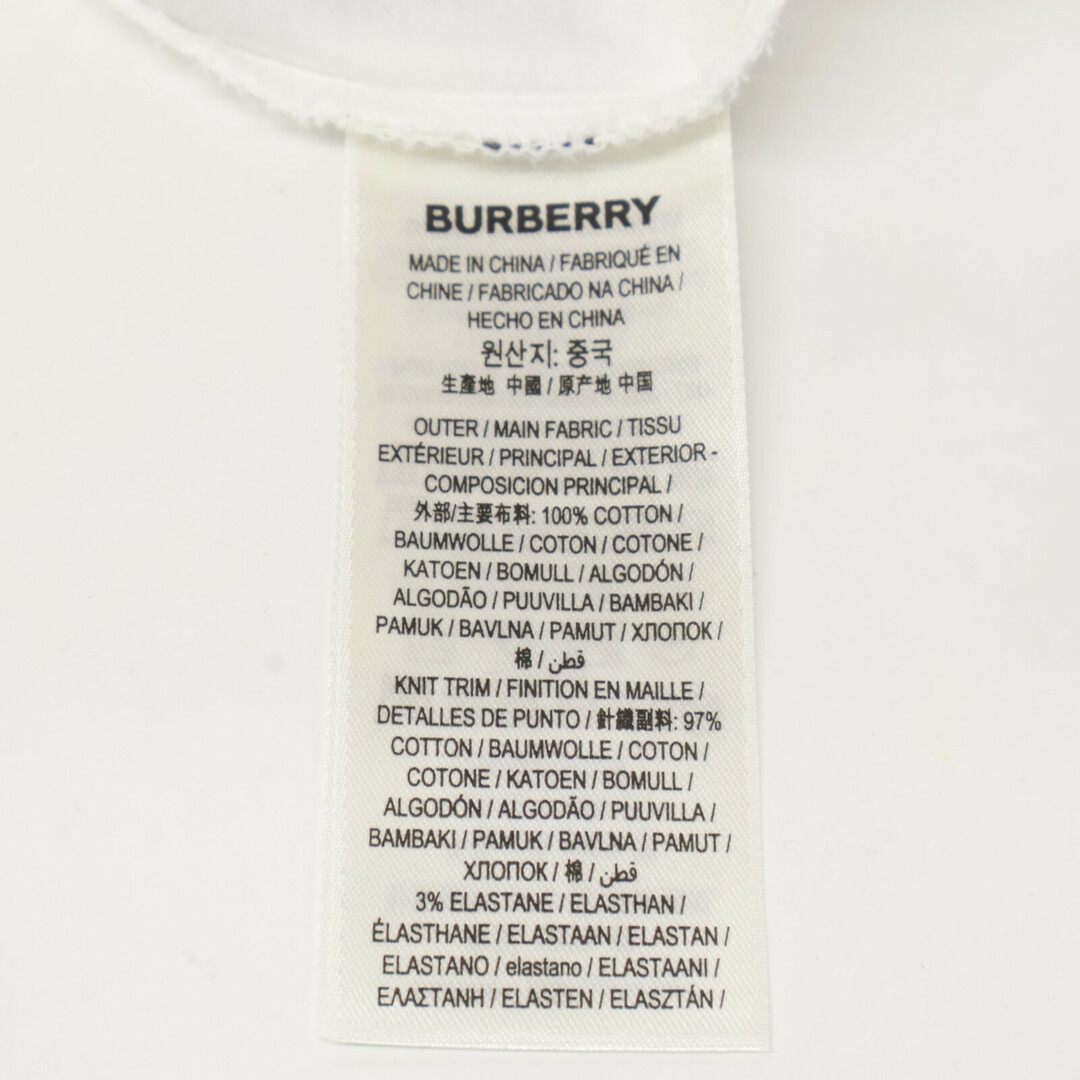 BURBERRY
MADE IN CHINA / FABRIQUÉ EN
CHINE / FABRICADO NA CHINA /
HECHO EN CHINA
원산지: 중국
生產地 中國 / 原产地 中国
OUTER / MAIN FABRIC / TISSU
EXTÉRIEUR / PRINCIPAL / EXTERIOR -
COMPOSICION PRINCIPAL /
外部/主要布料: 100% COTTON /
BAUMWOLLE / COTON / COTONE /
KATOEN / BOMULL / ALGODÓN /
ALGODÃO / PUUVILLA / BAMBAKI /
PAMUK / BAVLNA / PAMUT / ХЛОПОК /
棉 / قطن
KNIT TRIM / FINITION EN MAILLE /
DETALLES DE PUNTO / 針織副料: 97%
COTTON / BAUMWOLLE / COTON /
COTONE / KATOEN / BOMULL /
ALGODÓN / ALGODÃO / PUUVILLA /
BAMBAKI / PAMUK / BAVLNA / PAMUT /
ХЛОПОК / 棉 / قطن
3% ELASTANE / ELASTHAN /
ÉLASTHANE / ELASTAAN / ELASTAN /
ELASTANO / elastano / ELASTAANI /
ΕΛΑΣΤΑΝΗ / ELASTEN / ELASZTÁN /